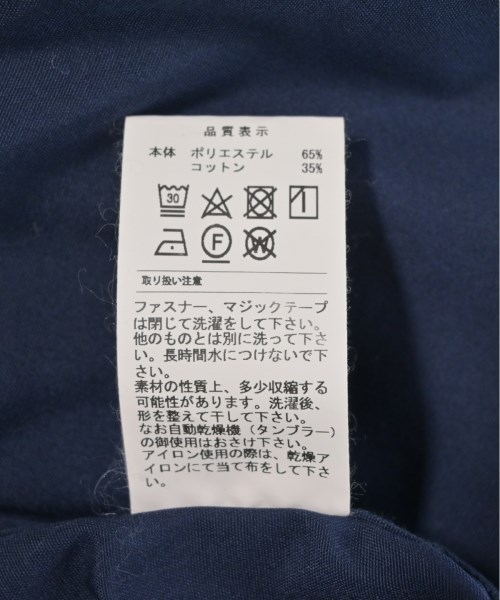 品質表示
本体 ポリエステル 65%
コットン 35%
30
F W
取り扱い注意
ファスナー、マジックテープ
は閉じて洗濯をして下さい。
他のものとは別に洗って下さ
い。長時間水につけないで下
さい。
素材の性質上、多少収縮する
可能性があります。洗濯後、
形を整えて干して下さい。
なお自動乾燥機（タンブラー）
の御使用はおさけ下さい。
アイロン使用の際は、乾燥ア
イロンにて当て布をして下さ
い。